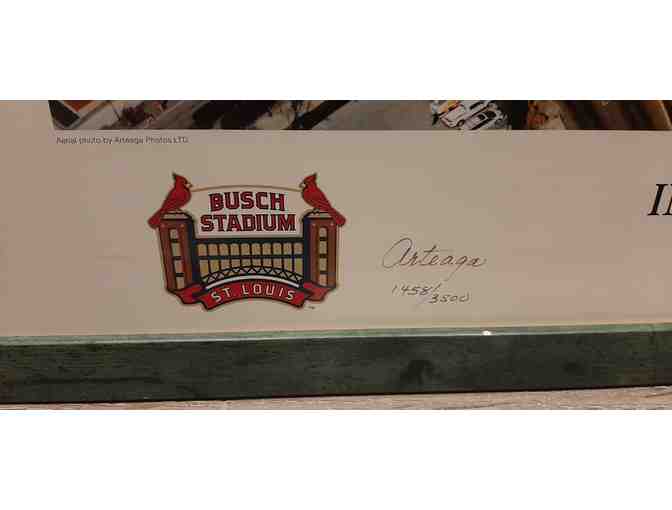 Aerial photo by Arteaga Photos LTD.
BUSCH
STADIUM
ST. LOUIS
Arteaga
1458/3500